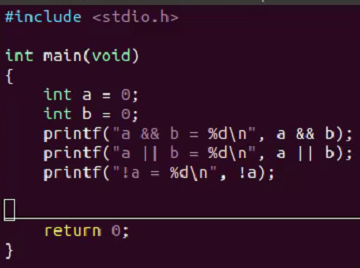 #include <stdio.h>
int main(void)
{
int a = 0;
int b = 0;
printf("a && b = %d\n", a && b);
printf("a || b = %d\n", a || b);
printf("!a = %d\n", !a);
return 0;
}